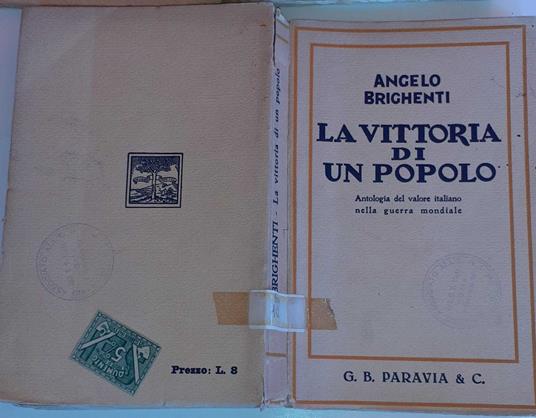 ANGELO
BRIGHENTI
LA VITTORIA
DI
UN POPOLO
Antologia del valore italiano
nella guerra mondiale
G. B. PARAVIA & C.
BRIGHENTI - La vittoria di un popolo
Prezzo: L. 8
5